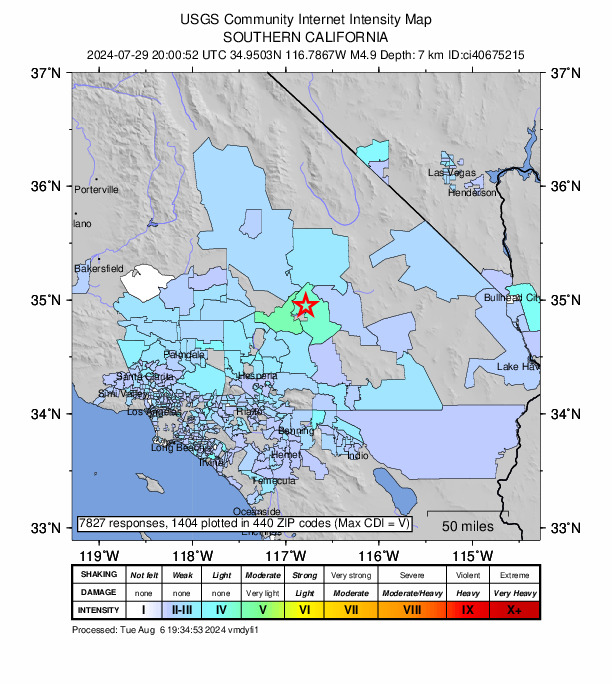 USGS Community Internet Intensity Map
SOUTHERN CALIFORNIA
2024-07-29 20:00:52 UTC 34.9503N 116.7867W M4.9 Depth: 7 km ID:ci40675215
37˚N 37˚N
Las Vegas
36˚N 36˚N
Porterville
Henderson
lano
Bakersfield
35˚N 35˚N
Bullhead City
Palmdale
Lake Hav
Santa Clarita Hesperia
Simi Valley
34˚N Los Angeles Rialto 34˚N
Banning
Long Beach Indio
Hemet
Irvine
Temecula
Oceanside
33˚N 7827 responses, 1404 plotted in 440 ZIP codes (Max CDI = V) 50 miles 33˚N
Encinitas
119˚W 118˚W 117˚W 116˚W 115˚W
SHAKING Not felt Weak Light Moderate Strong Very strong Severe Violent Extreme
DAMAGE none none none Very light Light Moderate Moderate/Heavy Heavy Very Heavy
INTENSITY I II-III IV V VI VII VIII IX X+
Processed: Tue Aug 6 19:34:53 2024 vmdyfi1